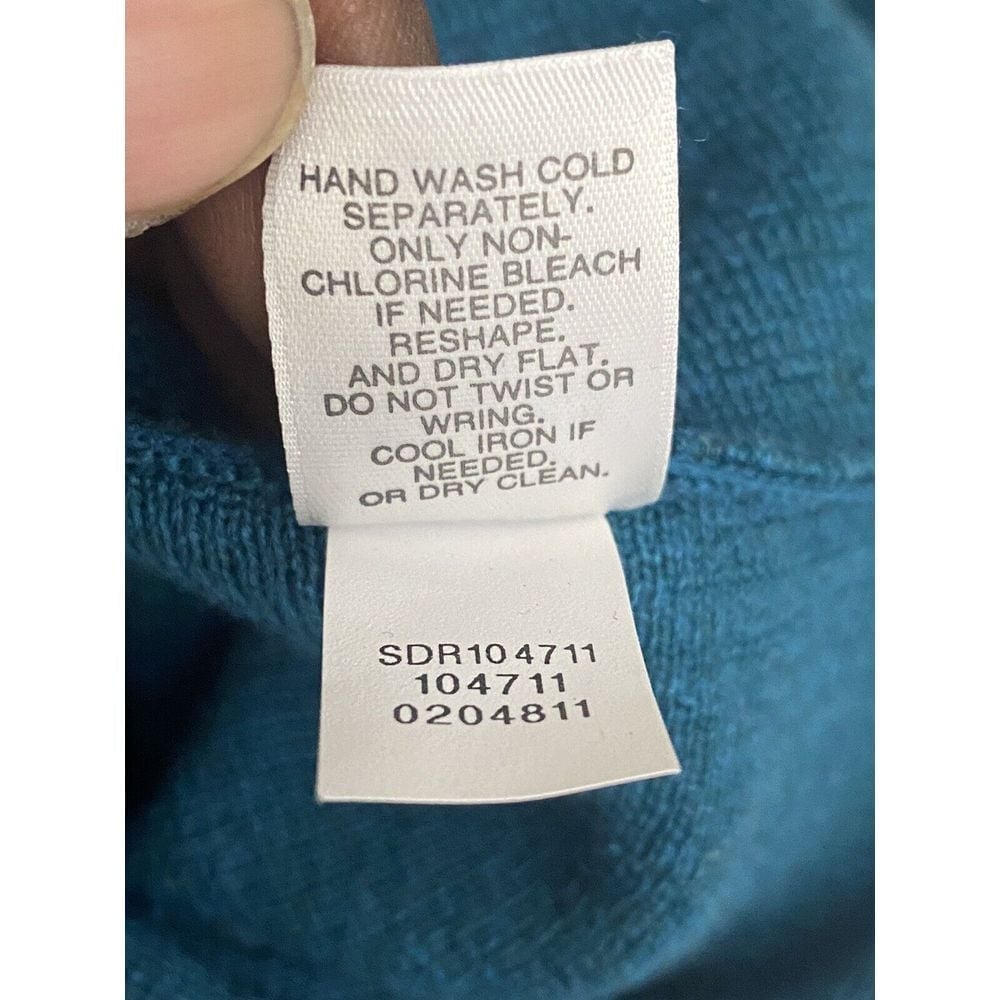 HAND WASH COLD
SEPARATELY.
ONLY NON-
CHLORINE BLEACH
IF NEEDED.
RESHAPE.
AND DRY FLAT.
DO NOT TWIST OR
WRING.
COOL IRON IF
NEEDED.
OR DRY CLEAN.
SDR104711
104711
0204811